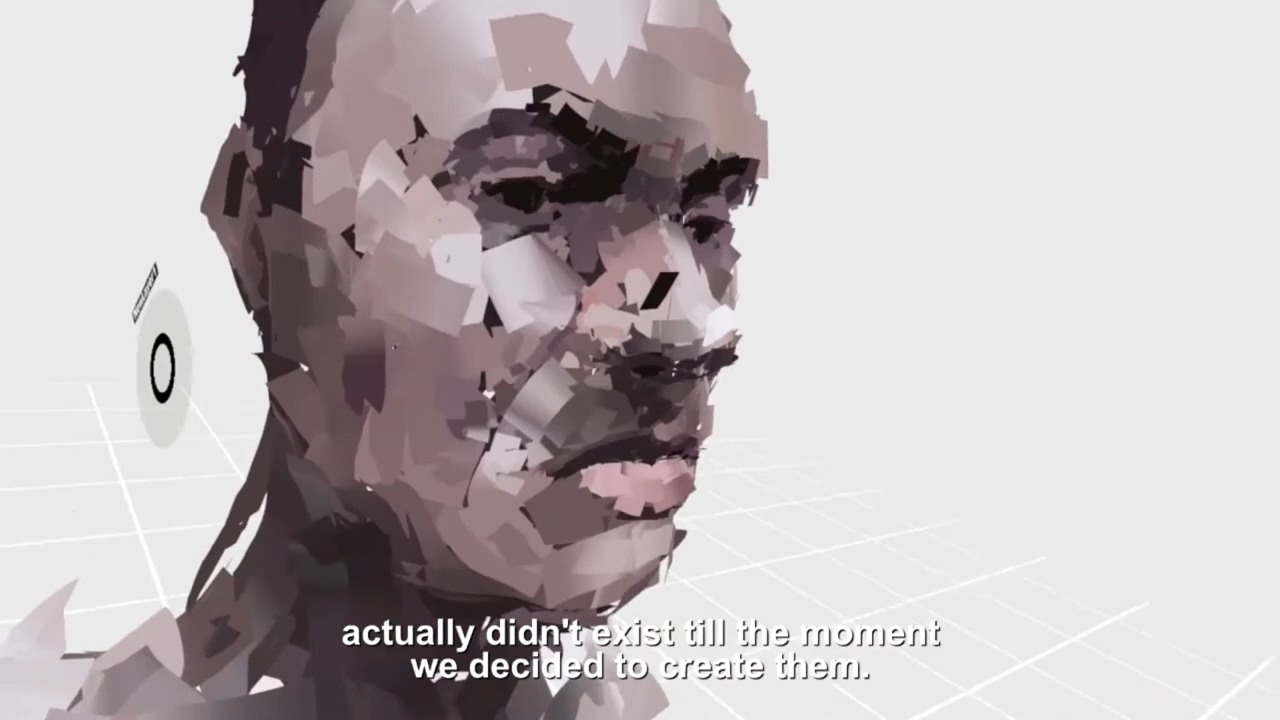 actually didn't exist till the moment
we decided to create them.